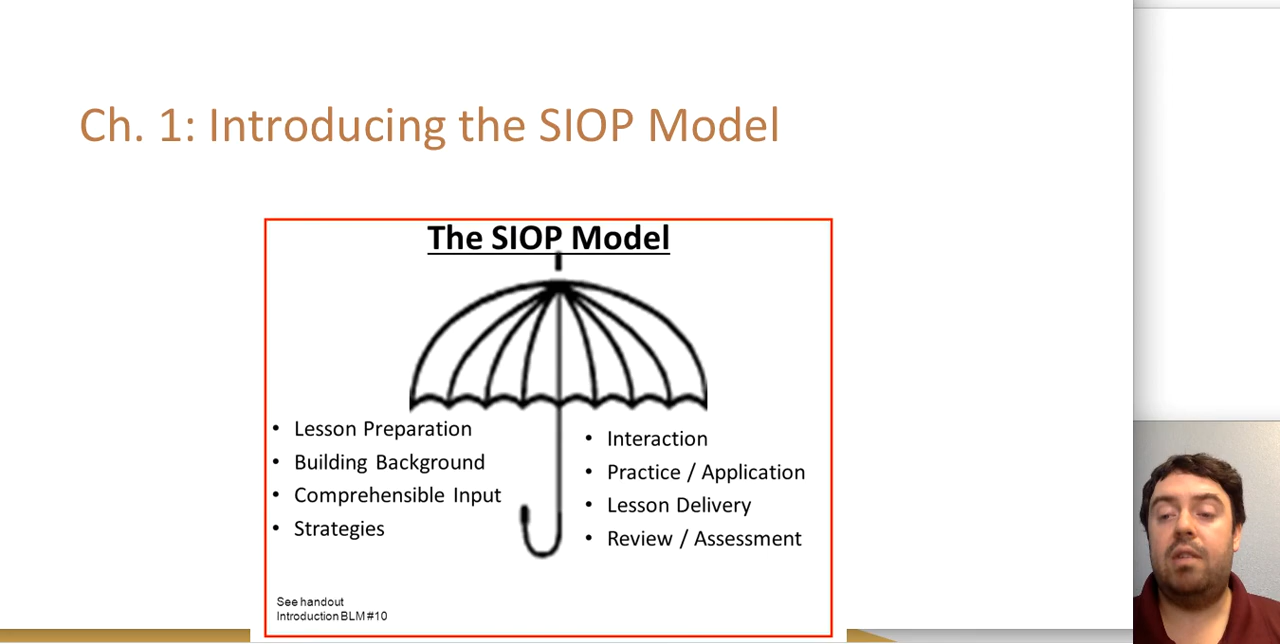 Ch. 1: Introducing the SIOP Model
The SIOP Model
• Lesson Preparation
• Building Background
• Comprehensible Input
• Strategies
• Interaction
• Practice / Application
• Lesson Delivery
• Review / Assessment
See handout
Introduction BLM #10